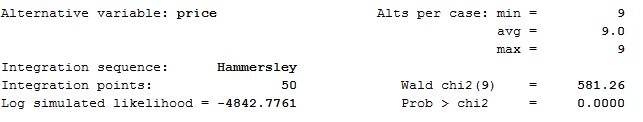 Alternative variable: price Alts per case: min = 9
avg = 9.0
max = 9
Integration sequence: Hammersley
Integration points: 50 Wald chi2(9) = 581.26
Log simulated likelihood = -4842.7761 Prob > chi2 = 0.0000